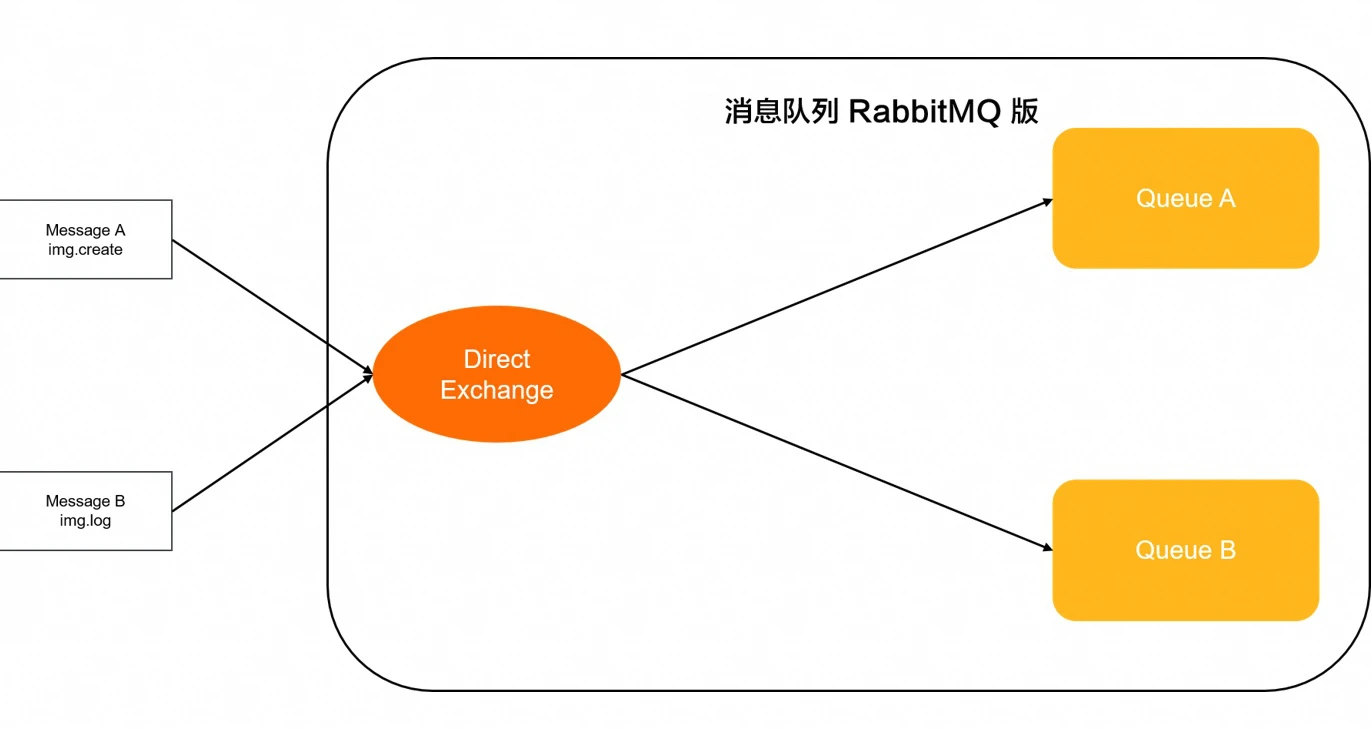 消息队列 RabbitMQ 版
Message A
img.create
Direct
Exchange
Queue A
Message B
img.log
Queue B